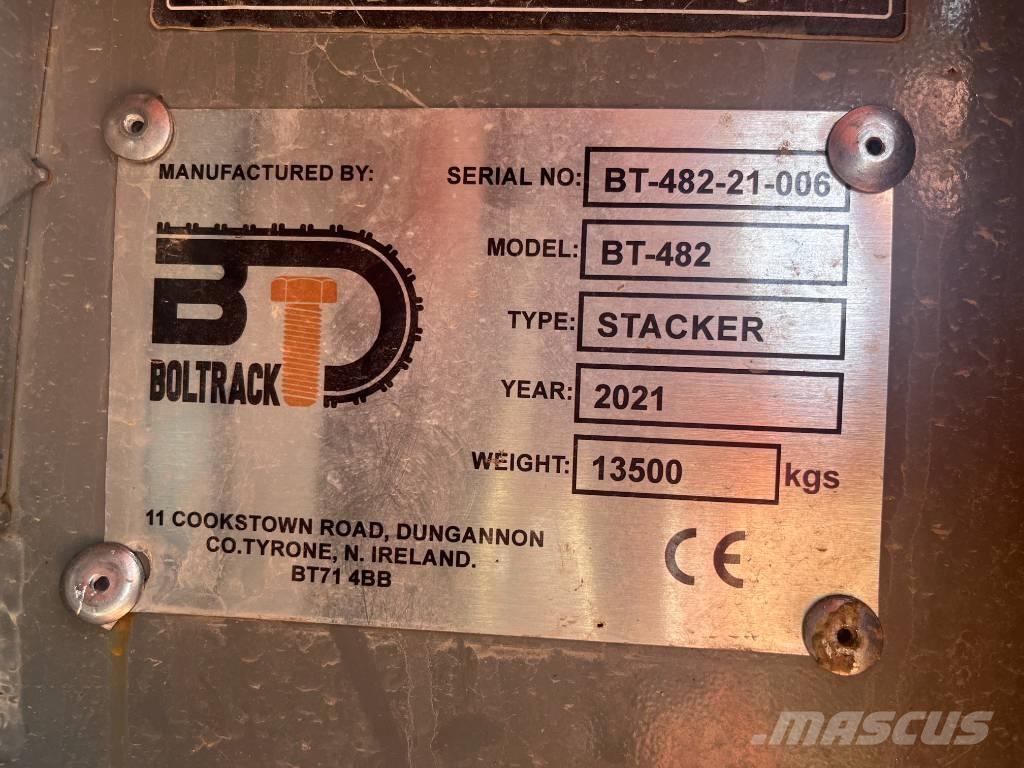 MANUFACTURED BY:
BT
BOLTRACK
SERIAL NO: BT-482-21-006
MODEL: BT-482
TYPE: STACKER
YEAR: 2021
WEIGHT: 13500 kgs
11 COOKSTOWN ROAD, DUNGANNON
CO.TYRONE, N. IRELAND.
BT71 4BB
CE
MASCUS